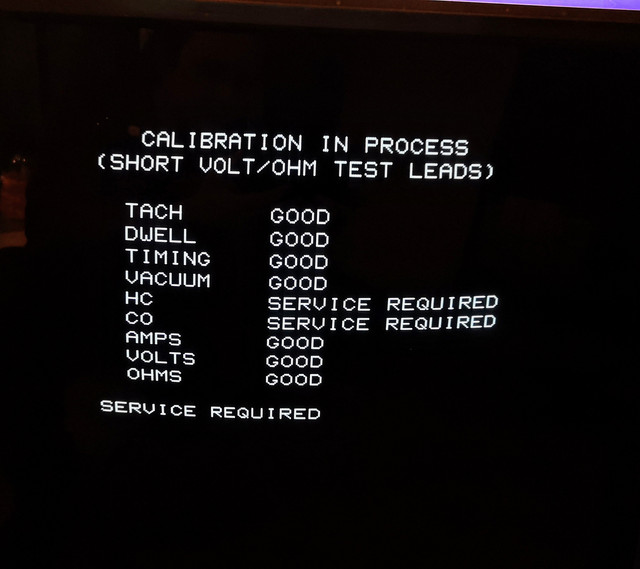 CALIBRATION IN PROCESS
(SHORT VOLT/OHM TEST LEADS)
TACH GOOD
DWELL GOOD
TIMING GOOD
VACUUM GOOD
HC SERVICE REQUIRED
CO SERVICE REQUIRED
AMPS GOOD
VOLTS GOOD
OHMS GOOD
SERVICE REQUIRED